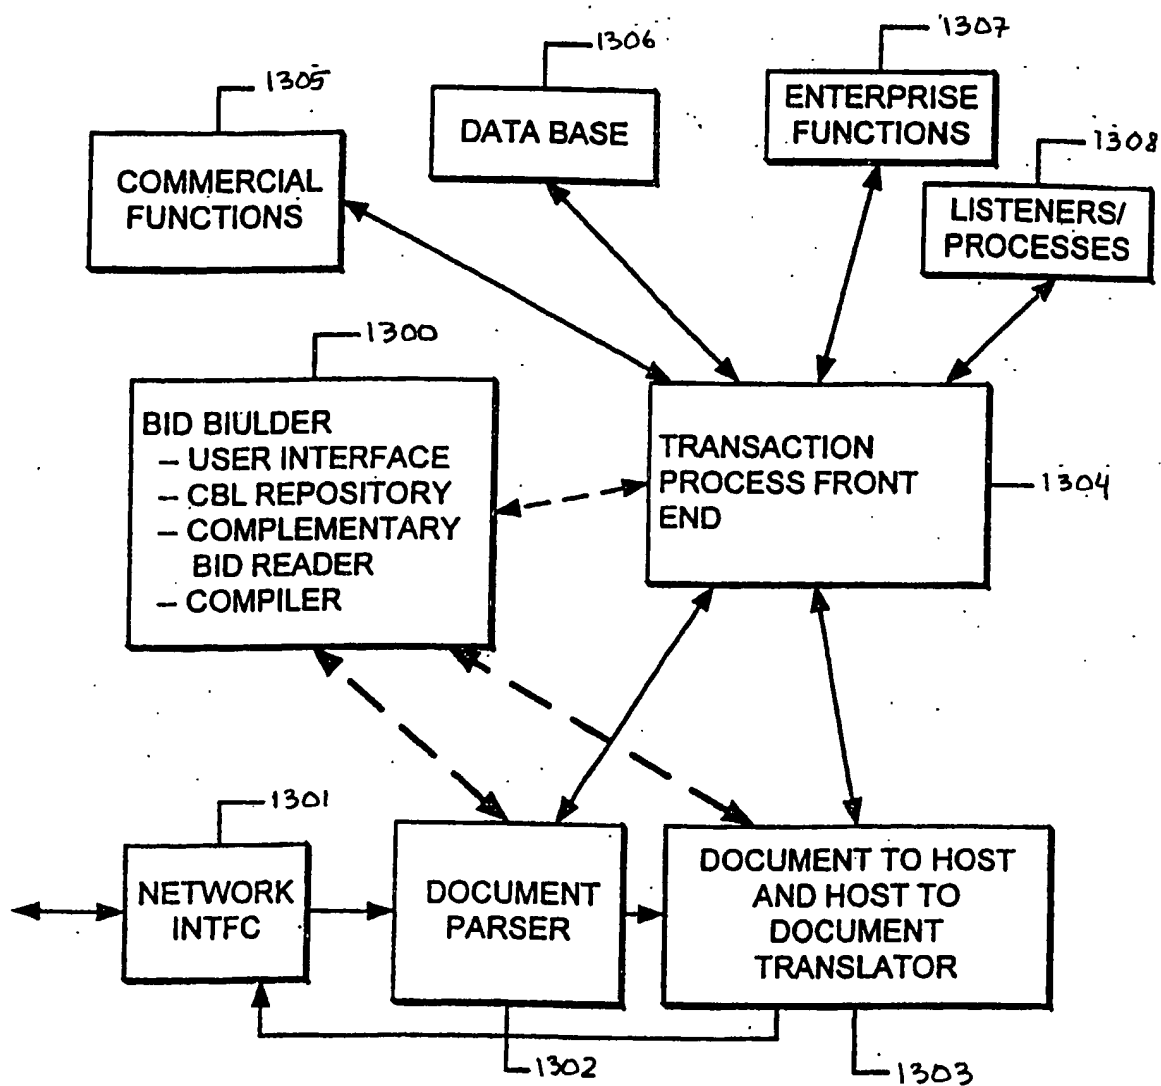 1306
1307
1305
DATA BASE
ENTERPRISE
FUNCTIONS
1308
COMMERCIAL
FUNCTIONS
LISTENERS/
PROCESSES
1300
BID BIULDER
– USER INTERFACE
– CBL REPOSITORY
– COMPLEMENTARY
BID READER
– COMPILER
TRANSACTION
PROCESS FRONT
END
1304
1301
NETWORK
INTFC
DOCUMENT
PARSER
DOCUMENT TO HOST
AND HOST TO
DOCUMENT
TRANSLATOR
1302
1303